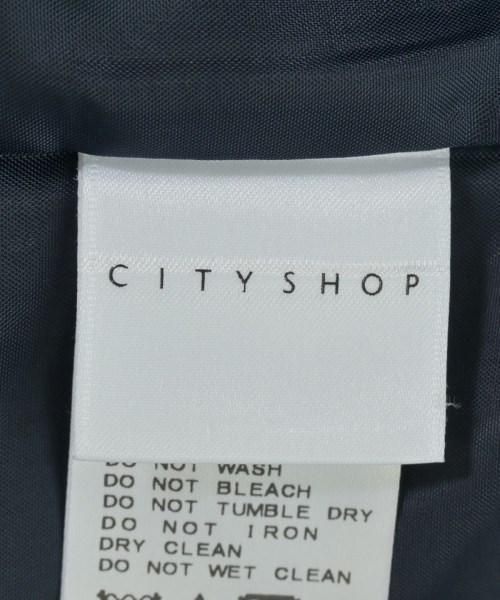 CITYSHOP
DO NOT WASH
DO NOT BLEACH
DO NOT TUMBLE DRY
DO NOT IRON
DRY CLEAN
DO NOT WET CLEAN